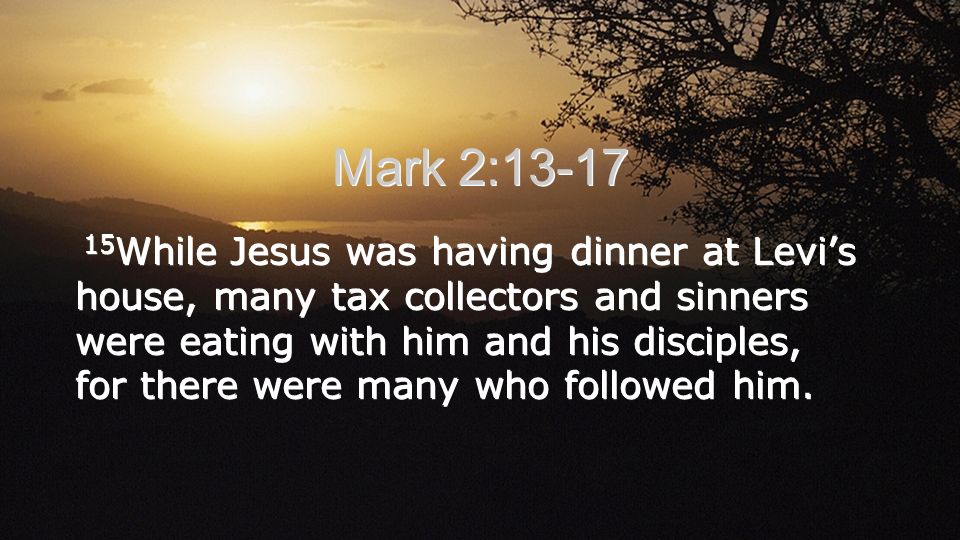 Mark 2:13-17
15While Jesus was having dinner at Levi’s
house, many tax collectors and sinners
were eating with him and his disciples,
for there were many who followed him.